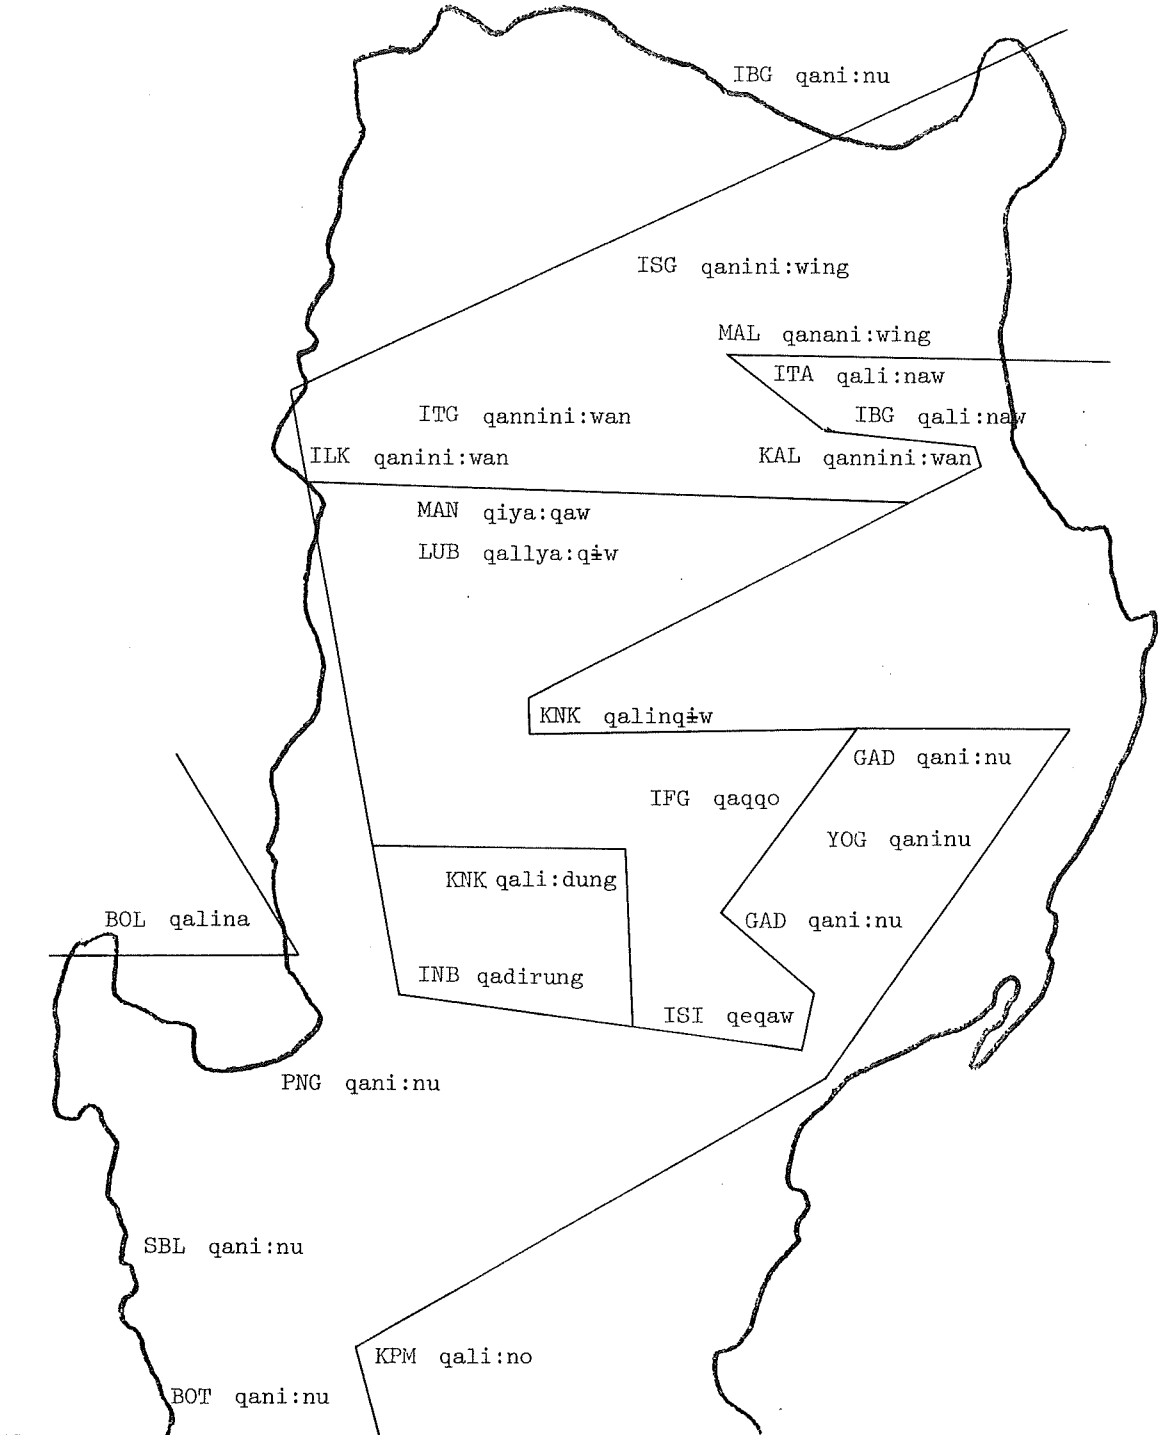 IBG qani:nu
ISG qanini:wing
MAL qanani:wing
ITA qali:naw
ITG qannini:wan
IBG qali:naw
ILK qanini:wan
KAL qannini:wan
MAN qiya:qaw
LUB qallya:qɨw
KNK qalinqɨw
GAD qani:nu
IFG qaqqo
YOG qaninu
KNK qali:dung
BOL qalina
GAD qani:nu
INB qadirung
ISI qeqaw
PNG qani:nu
SBL qani:nu
KPM qali:no
BOT qani:nu